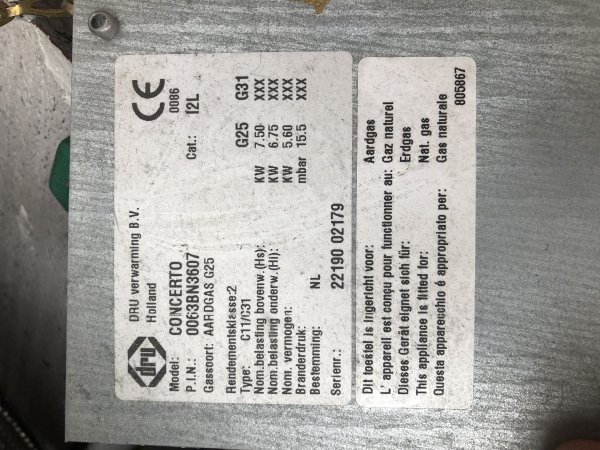 dru
DRU verwarming B.V.
Holland
CE
0086
Model: CONCERTO
P.I.N.: 0063BN3607
Cat.: I2L
Gassoort: AARDGAS G25
Rendementsklasse:2
Type: C11/C31 G25 G31
Nom.belasting bovenw.(Hs): KW 7.50 XXX
Nom.belasting onderw.(Hi): KW 6.75 XXX
Nom. vermogen: KW 5.60 XXX
Branderdruk: mbar 15.5 XXX
Bestemming: NL
Serienr.: 22190 02179
Dit toestel is ingericht voor: Aardgas
L' appareil est conçu pour functionner au: Gaz naturel
Dieses Gerät eignet sich für: Erdgas
This appliance is fitted for: Nat. gas
Questa apparecchio é appropriato per: Gas naturale
805867